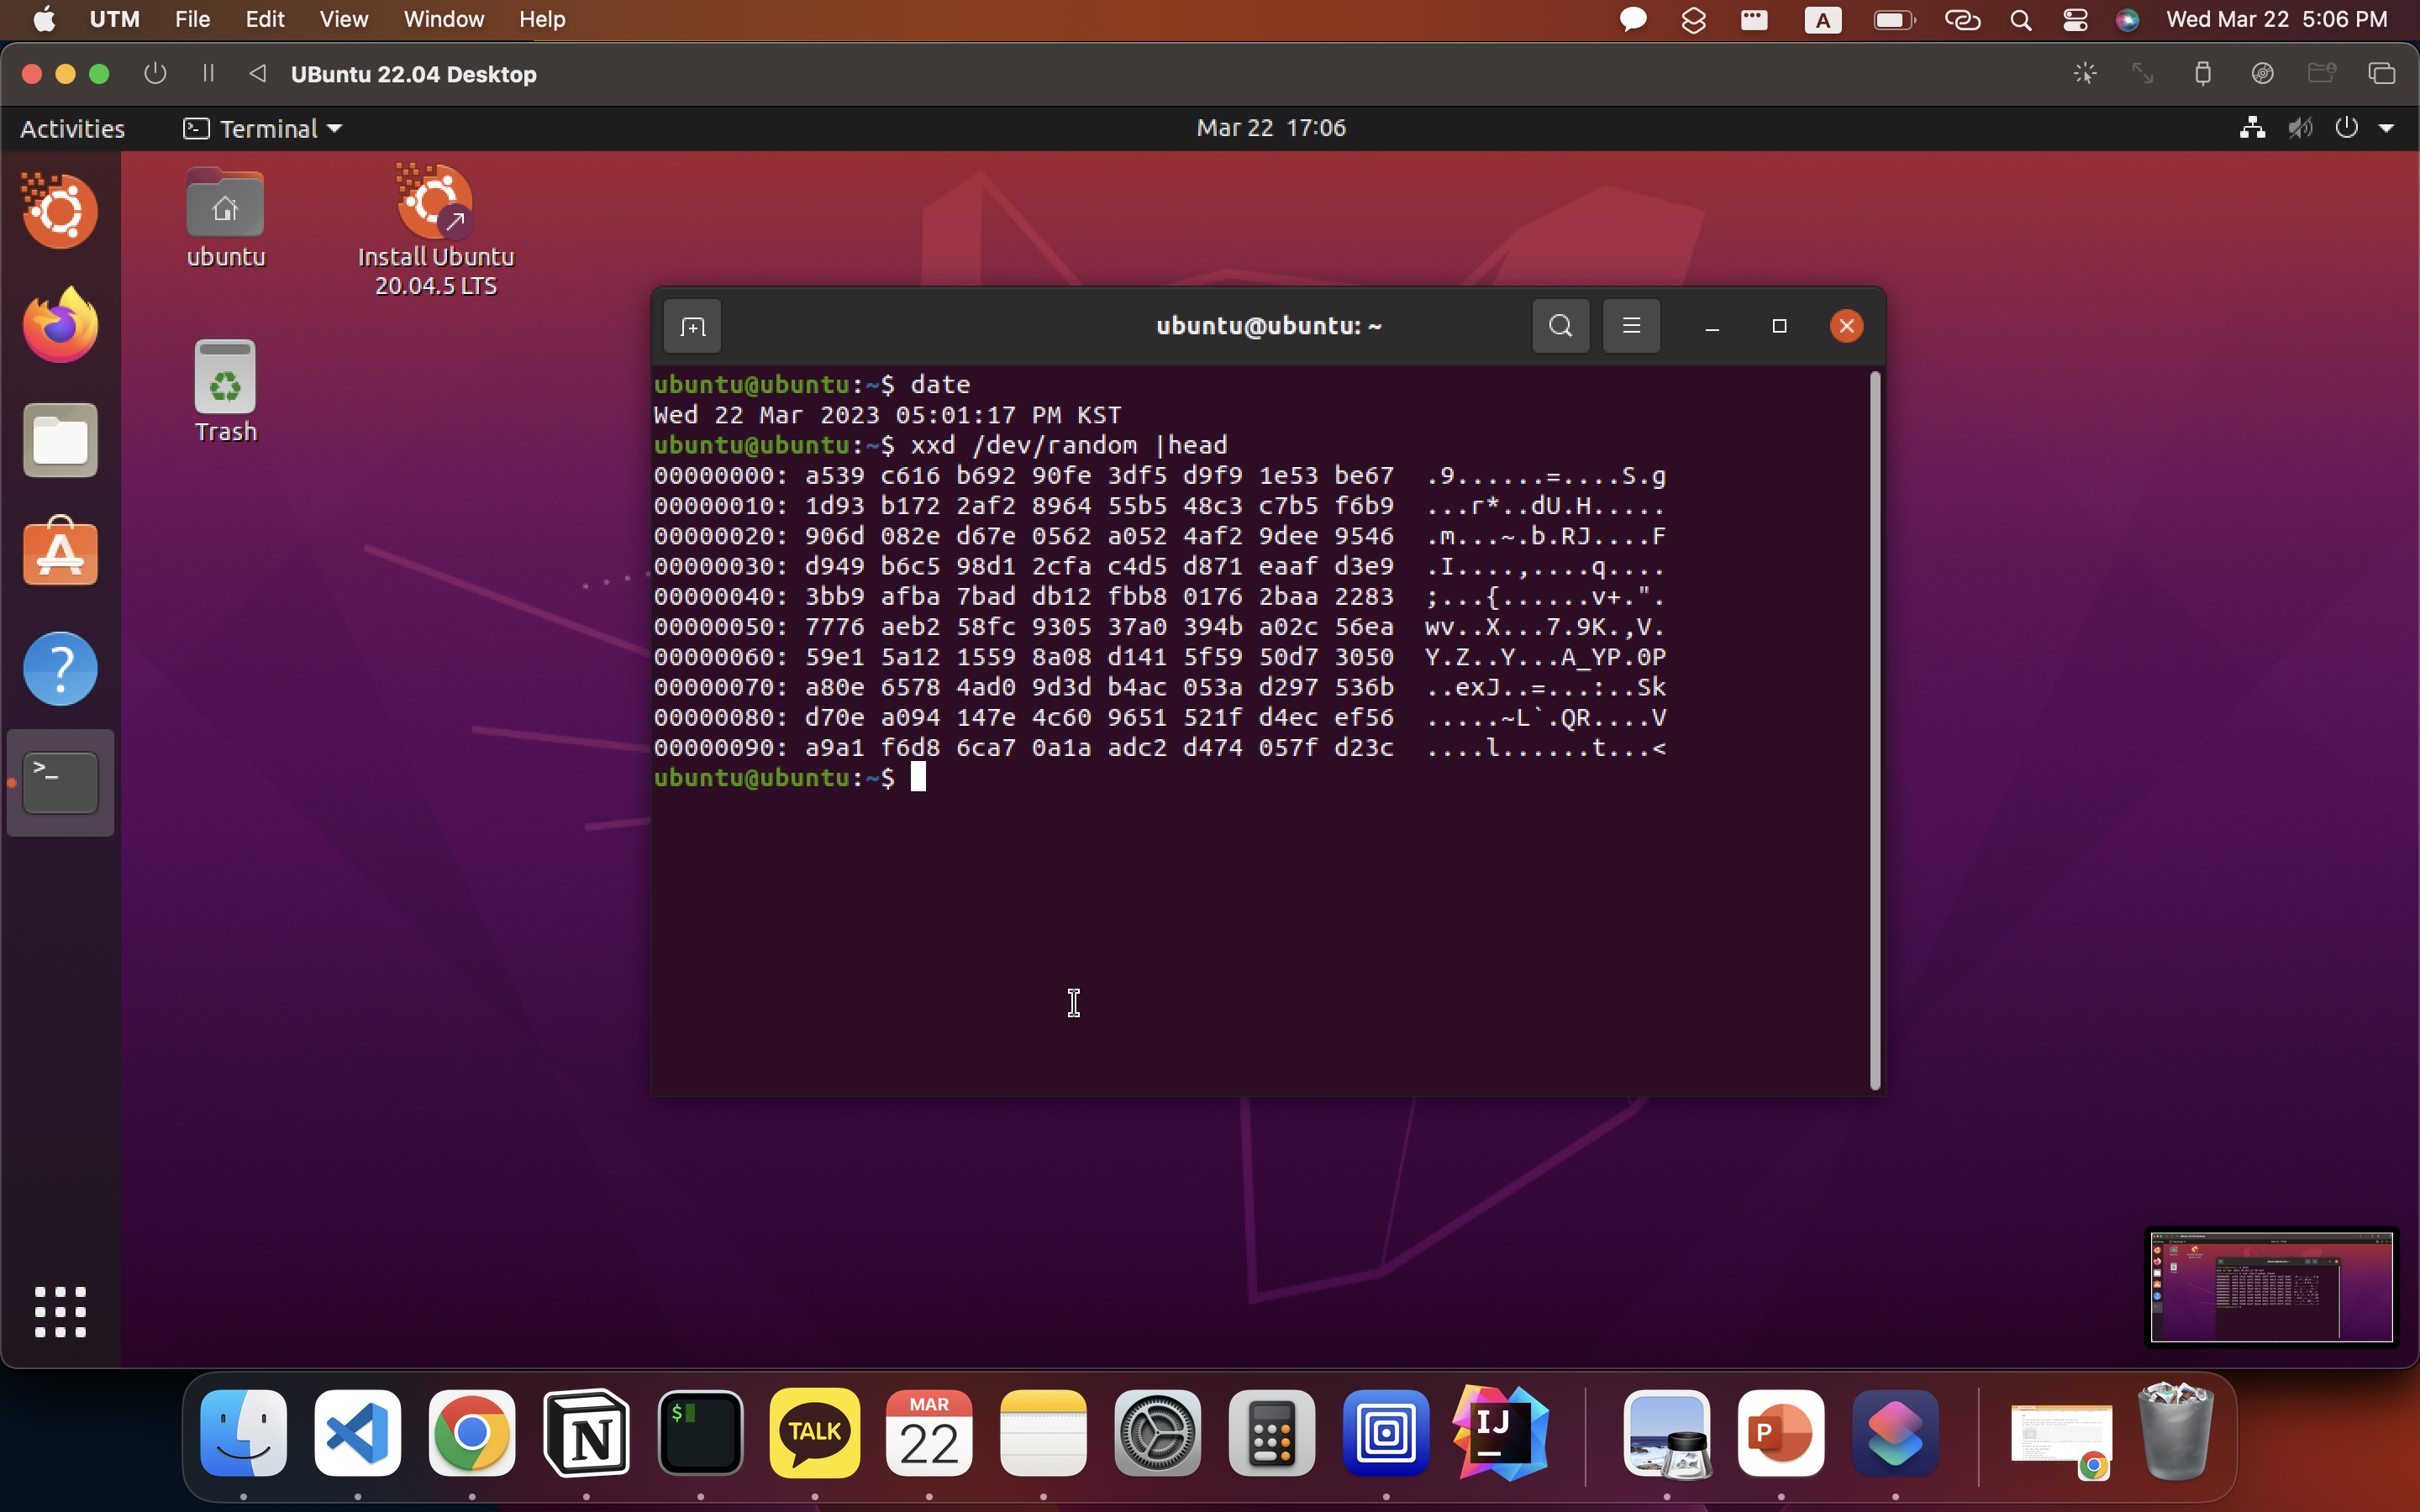 UTM File Edit View Window Help
A
Wed Mar 22 5:06 PM
UBuntu 22.04 Desktop
Activities Terminal
Mar 22 17:06
ubuntu
Install Ubuntu
20.04.5 LTS
Trash
ubuntu@ubuntu: ~
ubuntu@ubuntu:~$ date
Wed 22 Mar 2023 05:01:17 PM KST
ubuntu@ubuntu:~$ xxd /dev/random |head
00000000: a539 c616 b692 90fe 3df5 d9f9 1e53 be67  .9......=....S.g
00000010: 1d93 b172 2af2 8964 55b5 48c3 c7b5 f6b9  ...r*..dU.H.....
00000020: 906d 082e d67e 0562 a052 4af2 9dee 9546  .m...~.b.RJ....F
00000030: d949 b6c5 98d1 2cfa c4d5 d871 eaaf d3e9  .I....,....q....
00000040: 3bb9 afba 7bad db12 fbb8 0176 2baa 2283  ;...{......v+.".
00000050: 7776 aeb2 58fc 9305 37a0 394b a02c 56ea  wv..X...7.9K.,V.
00000060: 59e1 5a12 1559 8a08 d141 5f59 50d7 3050  Y.Z..Y...A_YP.0P
00000070: a80e 6578 4ad0 9d3d b4ac 053a d297 536b  ..exJ..=...:..Sk
00000080: d70e a094 147e 4c60 9651 521f d4ec ef56  .....~L`.QR....V
00000090: a9a1 f6d8 6ca7 0a1a adc2 d474 057f d23c  ....l......t...<
ubuntu@ubuntu:~$
TALK
MAR
22
IJ
P